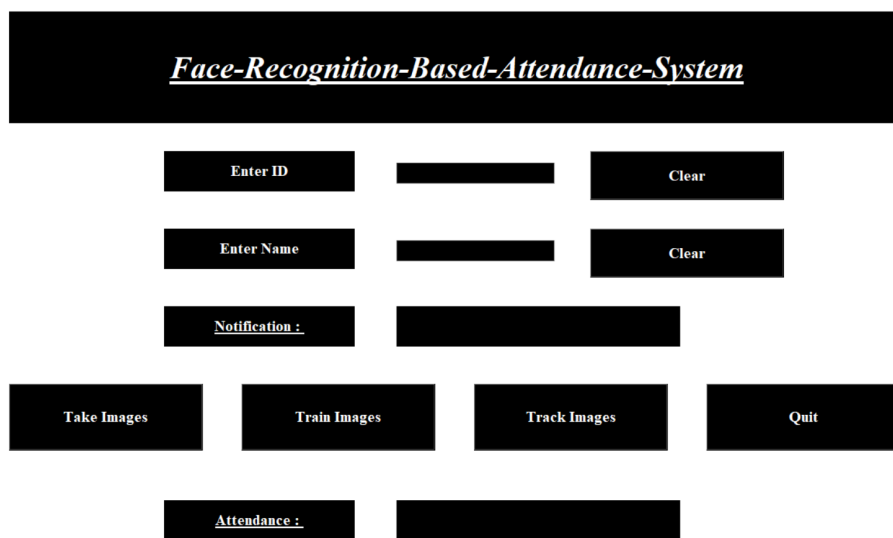 Face-Recognition-Based-Attendance-System
Enter ID
Clear
Enter Name
Clear
Notification :
Take Images
Train Images
Track Images
Quit
Attendance :